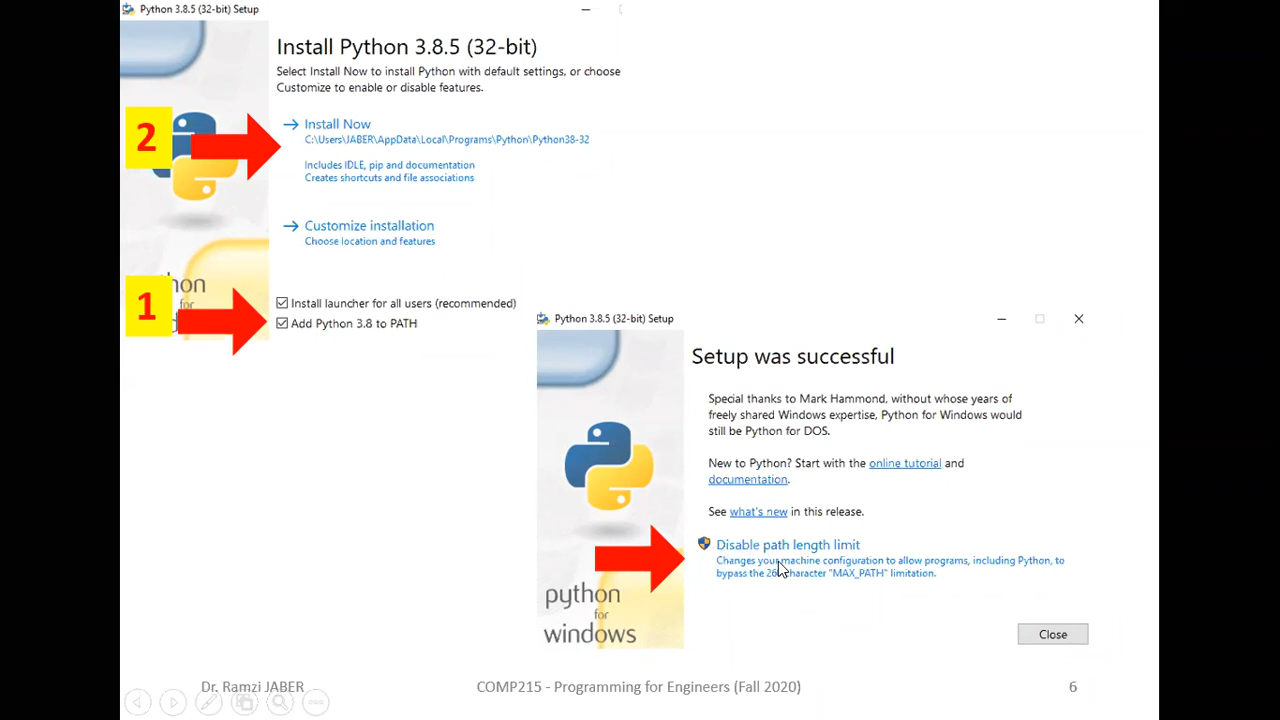 Python 3.8.5 (32-bit) Setup
Install Python 3.8.5 (32-bit)
Select Install Now to install Python with default settings, or choose
Customize to enable or disable features.
2
Install Now
C:\Users\JABER\AppData\Local\Programs\Python\Python38-32
Includes IDLE, pip and documentation
Creates shortcuts and file associations
Customize installation
Choose location and features
1
for
Install launcher for all users (recommended)
Add Python 3.8 to PATH
Python 3.8.5 (32-bit) Setup
Setup was successful
Special thanks to Mark Hammond, without whose years of
freely shared Windows expertise, Python for Windows would
still be Python for DOS.
New to Python? Start with the online tutorial and
documentation.
See what's new in this release.
Disable path length limit
Changes your machine configuration to allow programs, including Python, to
bypass the character "MAX_PATH" limitation.
python
for
windows
Close
Dr. Ramzi JABER
COMP215 - Programming for Engineers (Fall 2020)
6